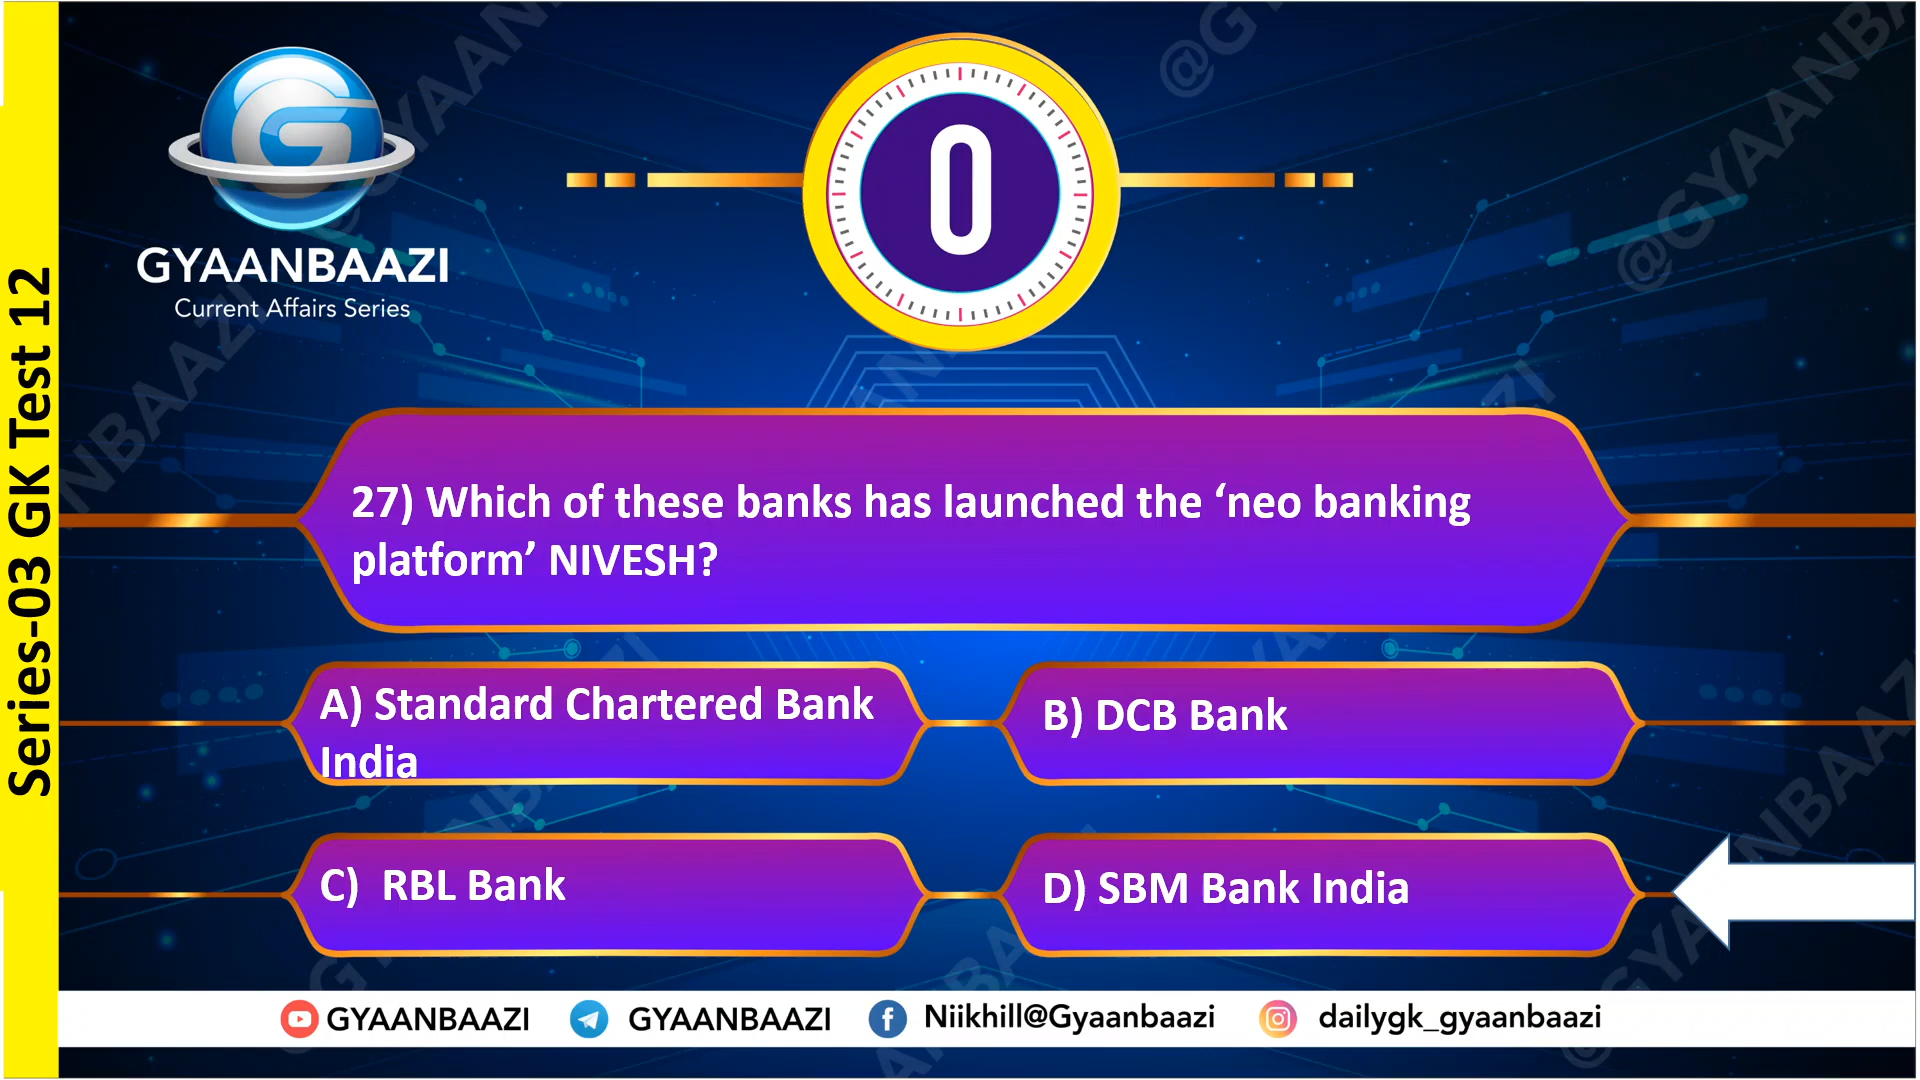 Series-03 GK Test 12
G
GYAANBAAZI
Current Affairs Series
0
27) Which of these banks has launched the ‘neo banking
platform’ NIVESH?
A) Standard Chartered Bank
India
B) DCB Bank
C) RBL Bank
D) SBM Bank India
GYAANBAAZI
GYAANBAAZI
Niikhill@Gyaanbaazi
dailygk_gyaanbaazi
@GYAANBAAZI